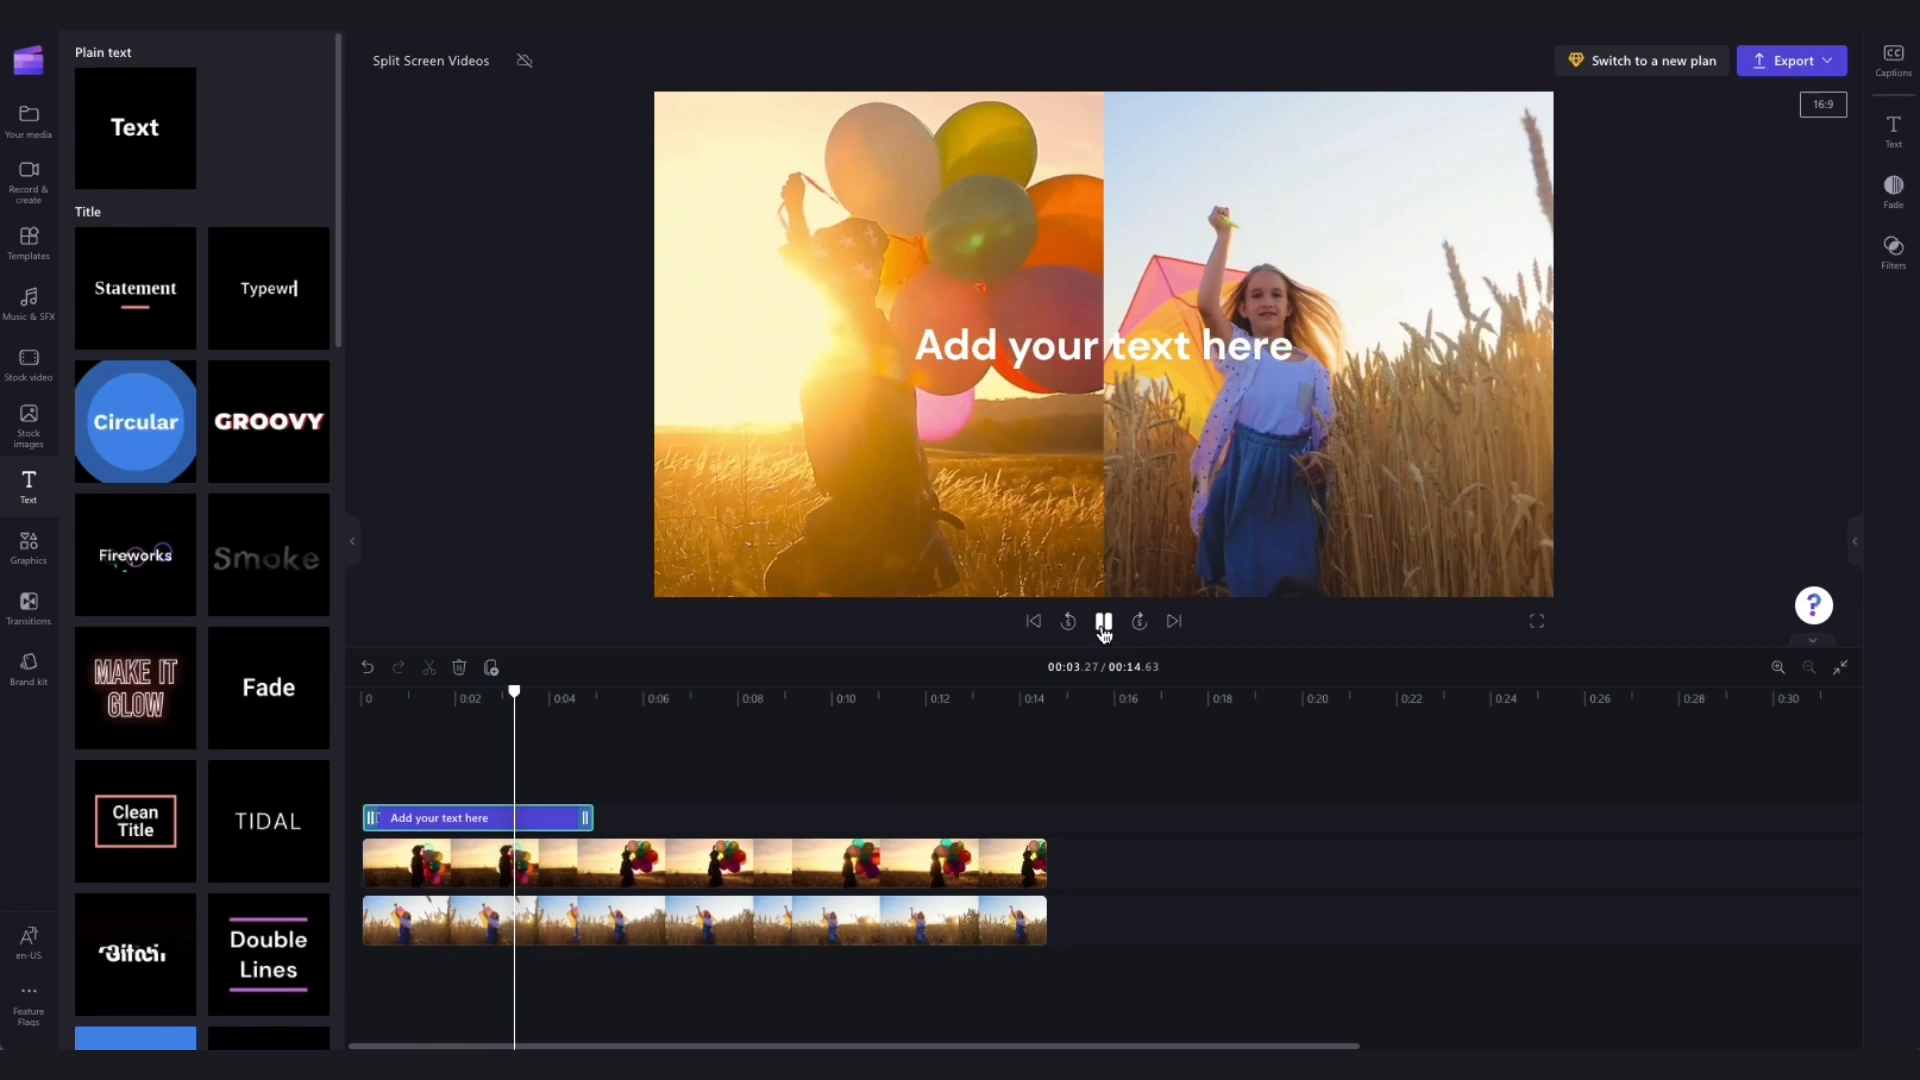 Plain text
Text
Title
Statement
Typewr
Circular
GROOVY
Fireworks
Smoke
MAKE IT
GLOW
Fade
Clean
Title
TIDAL
Glitch
Double
Lines
Your media
Record &
create
Templates
Music & SFX
Stock video
Stock
images
Text
Graphics
Transitions
Brand kit
en-US
Feature
Flags
Split Screen Videos
Switch to a new plan
Export
16:9
Add your text here
?
5
5
00:03.27 / 00:14.63
0
0:02
0:04
0:06
0:08
0:10
0:12
0:14
0:16
0:18
0:20
0:22
0:24
0:26
0:28
0:30
T
Add your text here
CC
Captions
Text
Fade
Filters